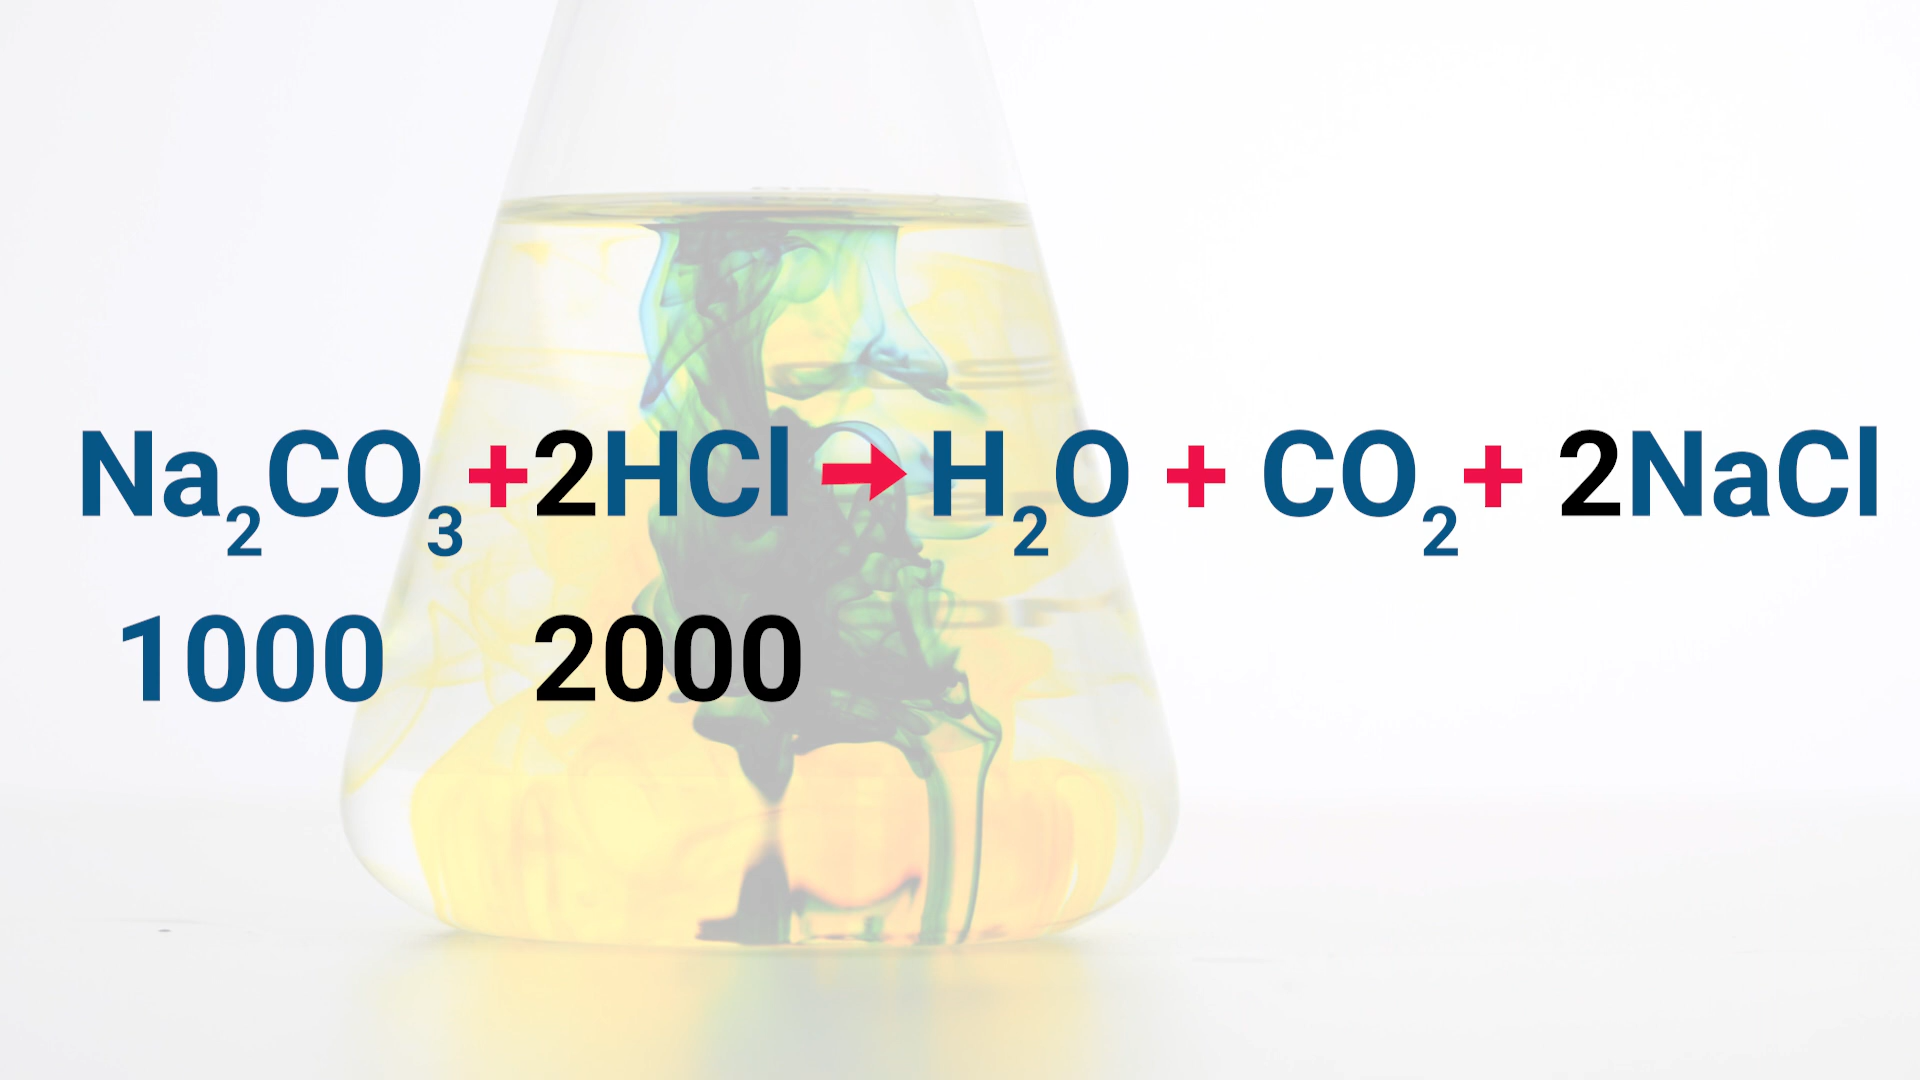 Na₂CO₃+2HCl → H₂O + CO₂ + 2NaCl
1000 2000